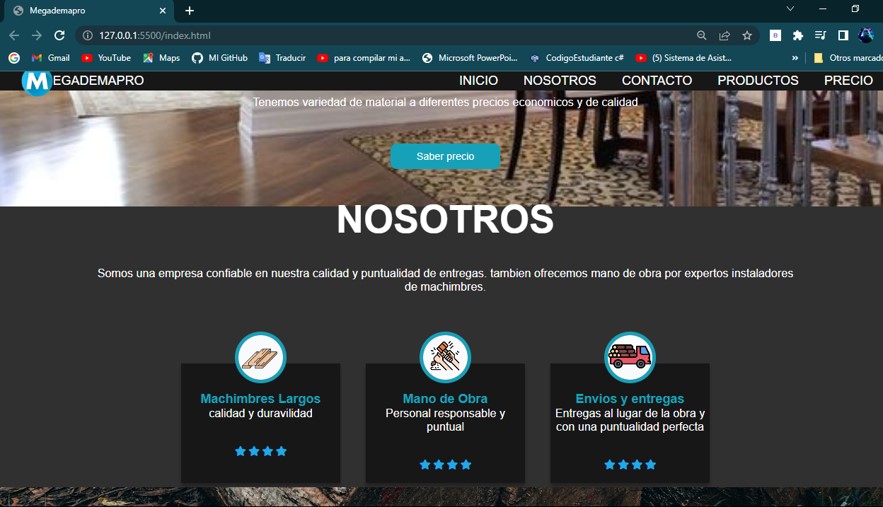 Megademapro
127.0.0.1:5500/index.html
Gmail
YouTube
Maps
MI GitHub
Traducir
para compilar mi a...
Microsoft PowerPoi...
CodigoEstudiante c#
(5) Sistema de Asist...
»
Otros marcado
MEGADEMAPRO
INICIO
NOSOTROS
CONTACTO
PRODUCTOS
PRECIO
Tenemos variedad de material a diferentes precios economicos y de calidad
Saber precio
NOSOTROS
Somos una empresa confiable en nuestra calidad y puntualidad de entregas. tambien ofrecemos mano de obra por expertos instaladores
de machimbres.
Machimbres Largos
calidad y duravilidad
Mano de Obra
Personal responsable y
puntual
Envios y entregas
Entregas al lugar de la obra y
con una puntualidad perfecta